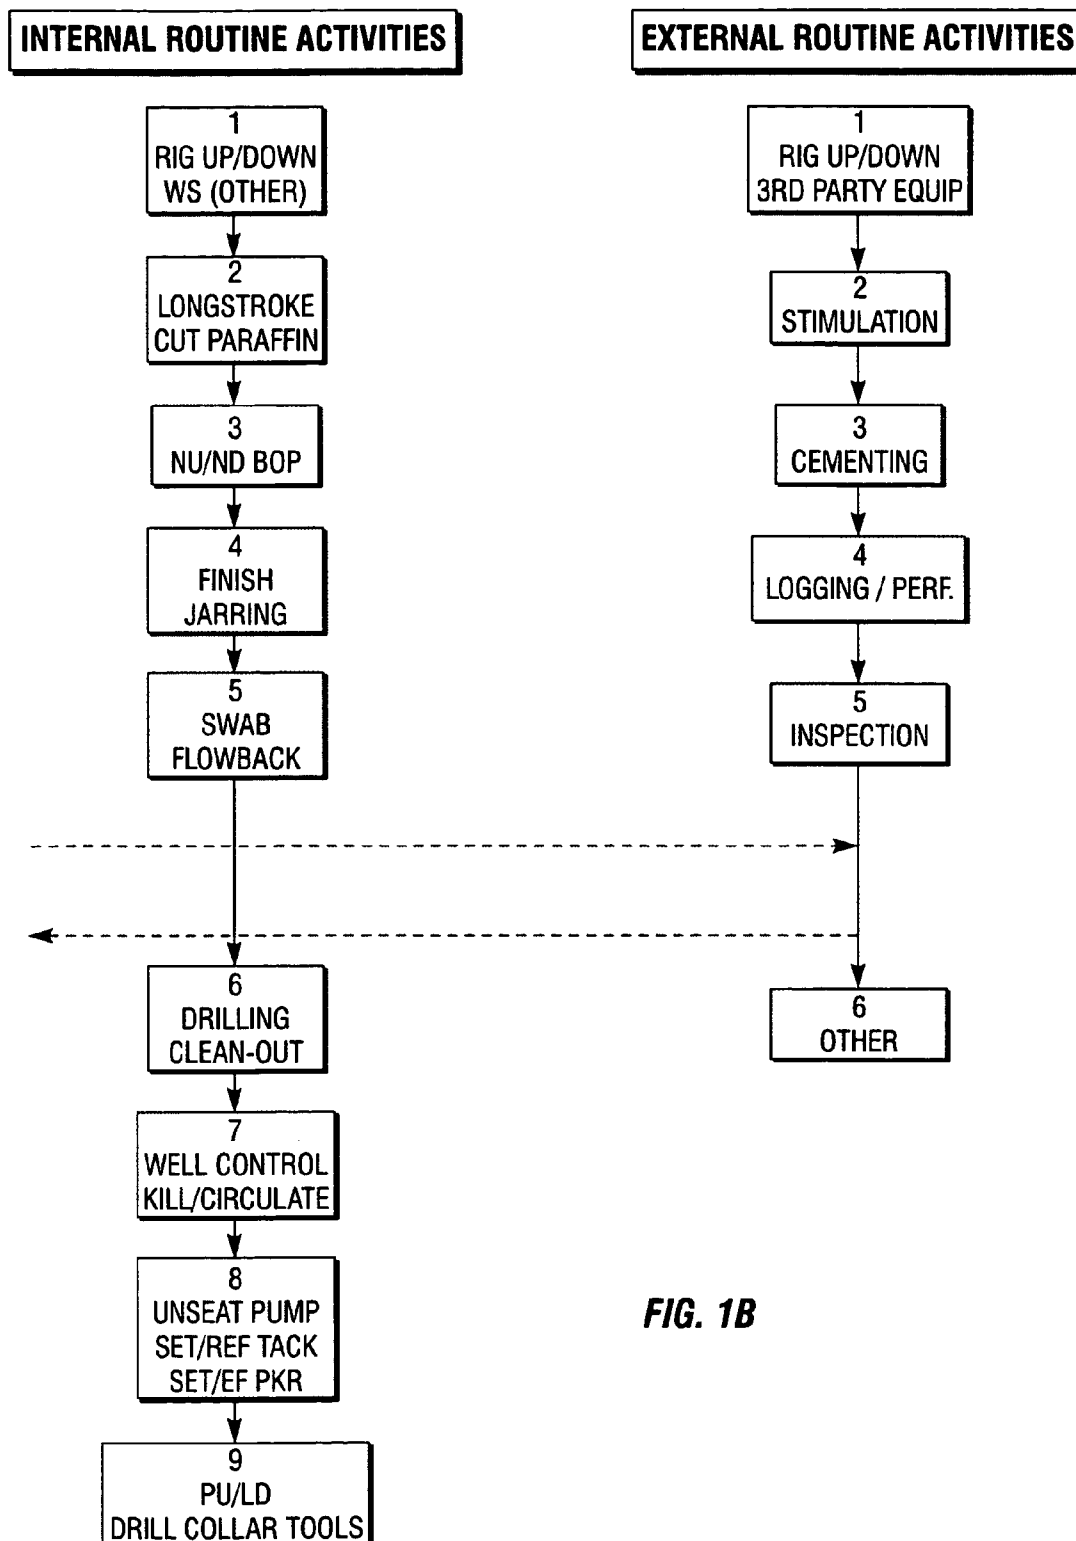 INTERNAL ROUTINE ACTIVITIES
1
RIG UP/DOWN
WS (OTHER)
2
LONGSTROKE
CUT PARAFFIN
3
NU/ND BOP
4
FINISH
JARRING
5
SWAB
FLOWBACK
6
DRILLING
CLEAN-OUT
7
WELL CONTROL
KILL/CIRCULATE
8
UNSEAT PUMP
SET/REF TACK
SET/EF PKR
9
PU/LD
DRILL COLLAR TOOLS
EXTERNAL ROUTINE ACTIVITIES
1
RIG UP/DOWN
3RD PARTY EQUIP
2
STIMULATION
3
CEMENTING
4
LOGGING / PERF.
5
INSPECTION
6
OTHER
FIG. 1B